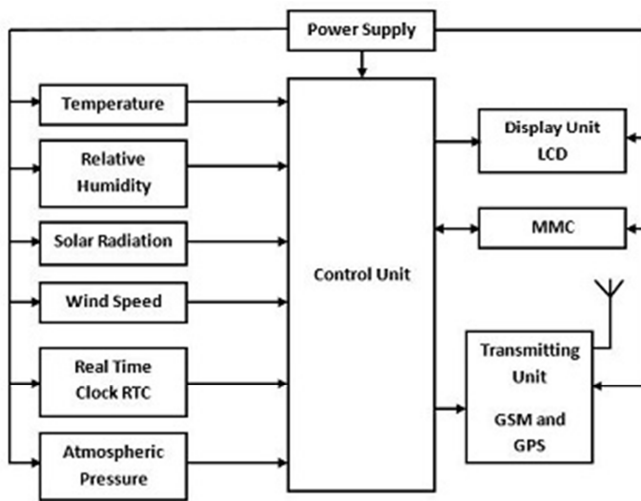 Power Supply
Temperature
Relative
Humidity
Solar Radiation
Wind Speed
Real Time
Clock RTC
Atmospheric
Pressure
Control Unit
Display Unit
LCD
MMC
Transmitting
Unit
GSM and
GPS